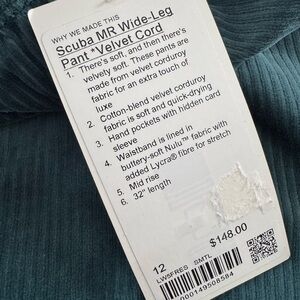 WHY WE MADE THIS
Scuba MR Wide-Leg
Pant *Velvet Cord
1. There's soft, and then there's
velvety soft. These pants are
made from velvet corduroy
fabric for an extra touch of
luxe
2. Cotton-blend velvet corduroy
fabric is soft and quick-drying
3. Hand pockets with hidden card
sleeve
4. Waistband is lined in
buttery-soft Nulu™ fabric with
added Lycra® fibre for stretch
5. Mid rise
6. 32" length
$148.00
12
LW5FRES SMTL
000149508584